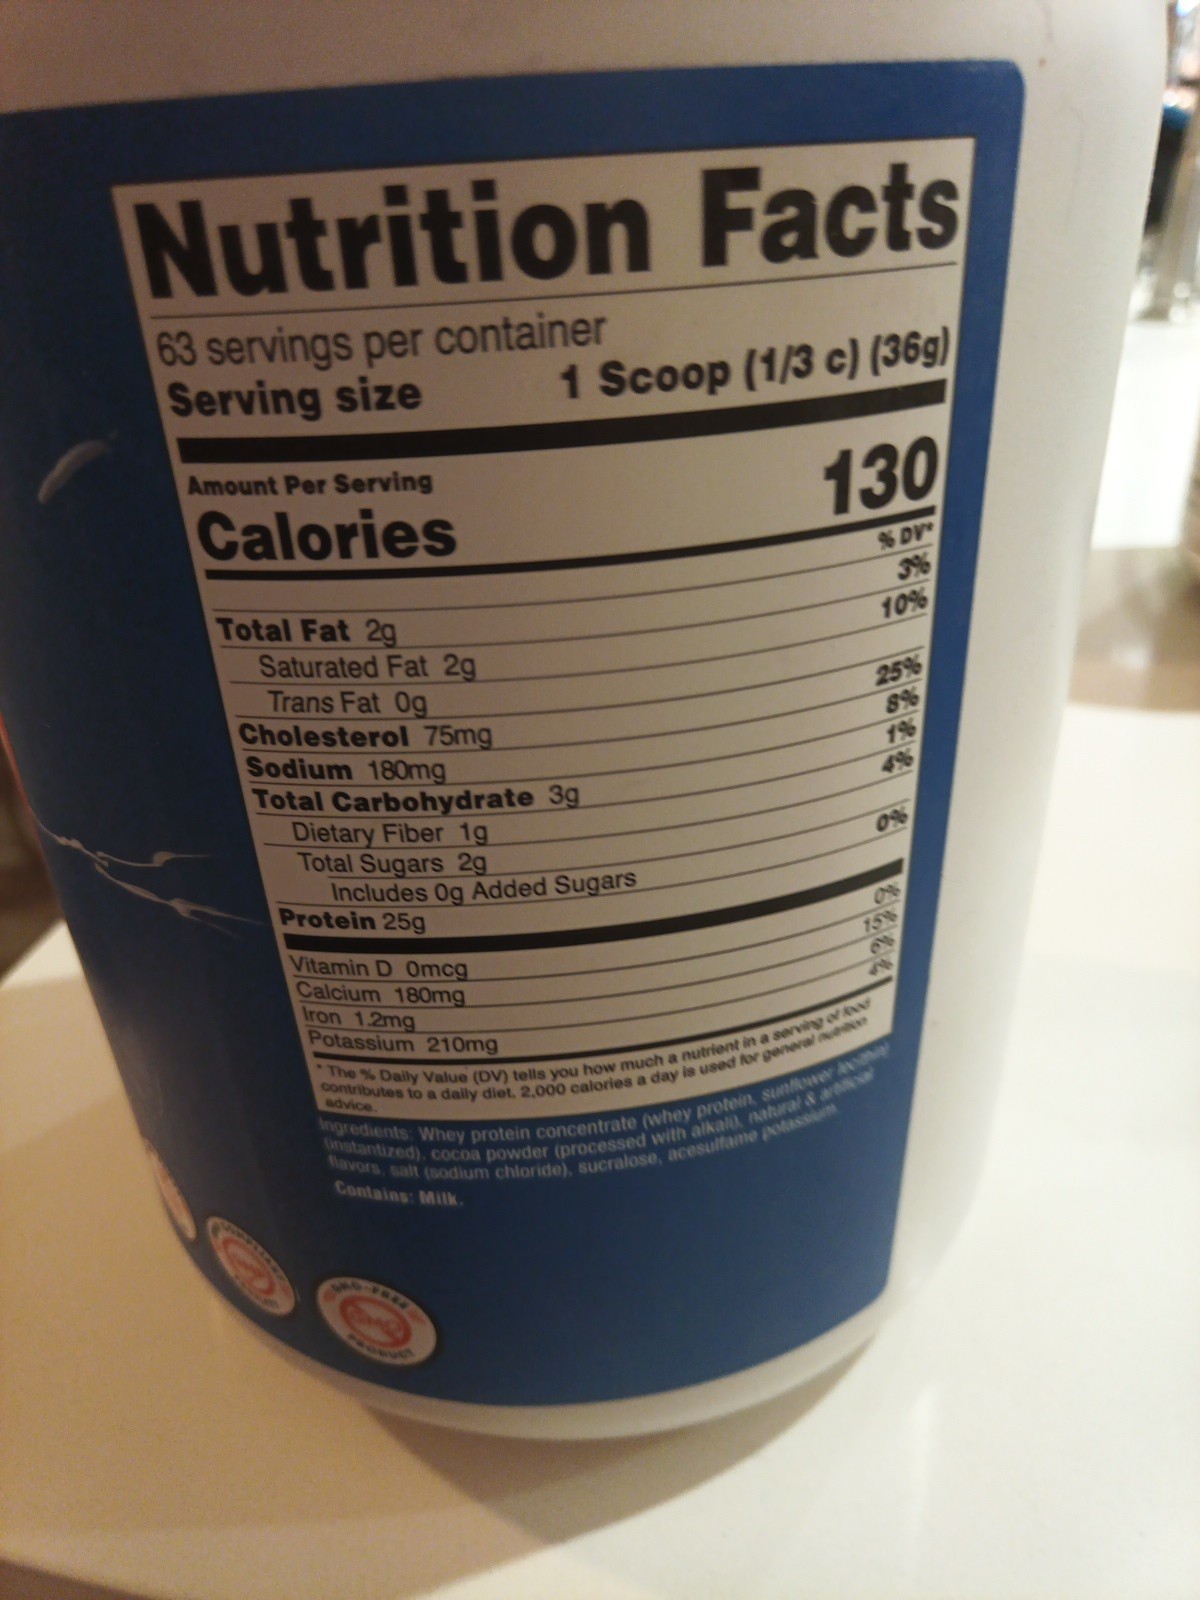 Nutrition Facts
63 servings per container
Serving size 1 Scoop (1/3 c) (36g)
Amount Per Serving
Calories 130
% DV*
Total Fat 2g 3%
Saturated Fat 2g 10%
Trans Fat 0g
Cholesterol 75mg 25%
Sodium 180mg 8%
Total Carbohydrate 3g 1%
Dietary Fiber 1g 4%
Total Sugars 2g
Includes 0g Added Sugars 0%
Protein 25g
Vitamin D 0mcg 0%
Calcium 180mg 15%
Iron 1.2mg 6%
Potassium 210mg 4%
* The % Daily Value (DV) tells you how much a nutrient in a serving of food
contributes to a daily diet. 2,000 calories a day is used for general nutrition
advice.
Ingredients: Whey protein concentrate (whey protein, sunflower lecithin)
(instantized), cocoa powder (processed with alkali), natural & artificial
flavors, salt (sodium chloride), sucralose, acesulfame potassium.
Contains: Milk.
GMO-FREE
GMO
PRODUCT